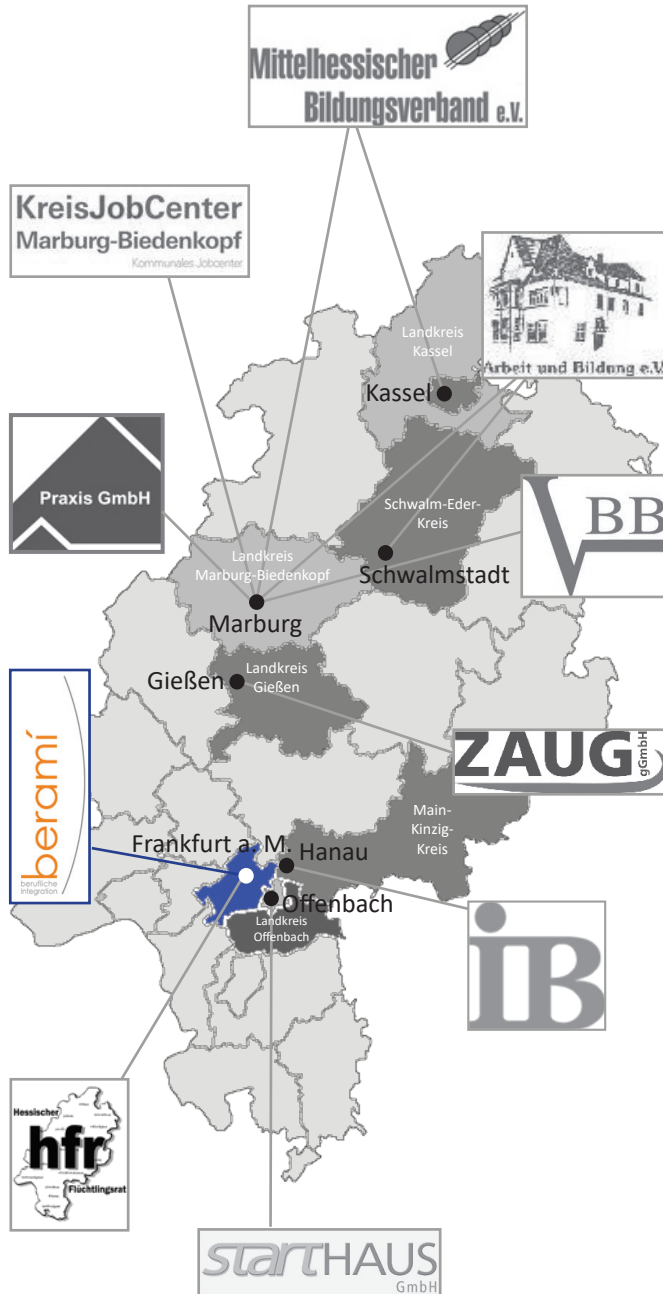 Mittelhessischer
Bildungsverband e.V.
KreisJobCenter
Marburg-Biedenkopf
Kommunales Jobcenter
Arbeit und Bildung e.V.
Landkreis
Kassel
Kassel
Praxis GmbH
Schwalm-Eder-
Kreis
VBB
Schwalmstadt
Landkreis
Marburg-Biedenkopf
Marburg
Landkreis
Gießen
Gießen
ZAUG
gGmbH
beramí
berufliche
Integration
Main-
Kinzig-
Kreis
Frankfurt a. M.
Hanau
Offenbach
Landkreis
Offenbach
iB
Hessischer
hfr
Flüchtlingsrat
startHAUS
GmbH